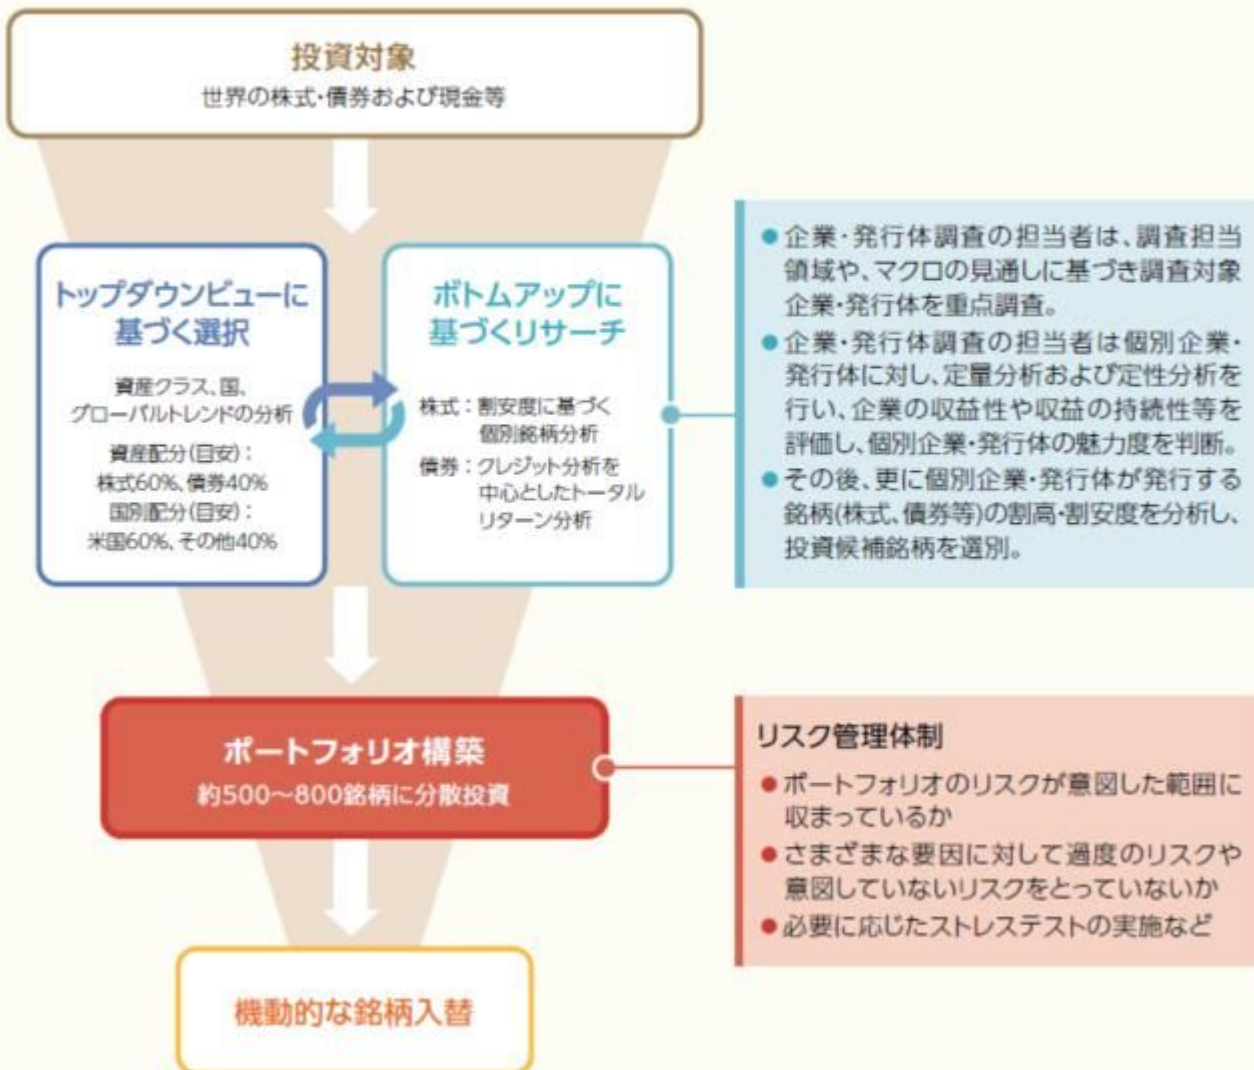 投資対象
世界の株式・債券および現金等
トップダウンビューに
基づく選択
資産クラス、国、
グローバルトレンドの分析
資産配分(目安)：
株式60%、債券40%
国別配分(目安)：
米国60%、その他40%
ボトムアップに
基づくリサーチ
株式：割安度に基づく
個別銘柄分析
債券：クレジット分析を
中心としたトータル
リターン分析
●企業・発行体調査の担当者は、調査担当
領域や、マクロの見通しに基づき調査対象
企業・発行体を重点調査。
●企業・発行体調査の担当者は個別企業・
発行体に対し、定量分析および定性分析を
行い、企業の収益性や収益の持続性等を
評価し、個別企業・発行体の魅力度を判断。
●その後、更に個別企業・発行体が発行する
銘柄(株式、債券等)の割高・割安度を分析し、
投資候補銘柄を選別。
ポートフォリオ構築
約500～800銘柄に分散投資
リスク管理体制
●ポートフォリオのリスクが意図した範囲に
収まっているか
●さまざまな要因に対して過度のリスクや
意図していないリスクをとっていないか
●必要に応じたストレステストの実施など
機動的な銘柄入替